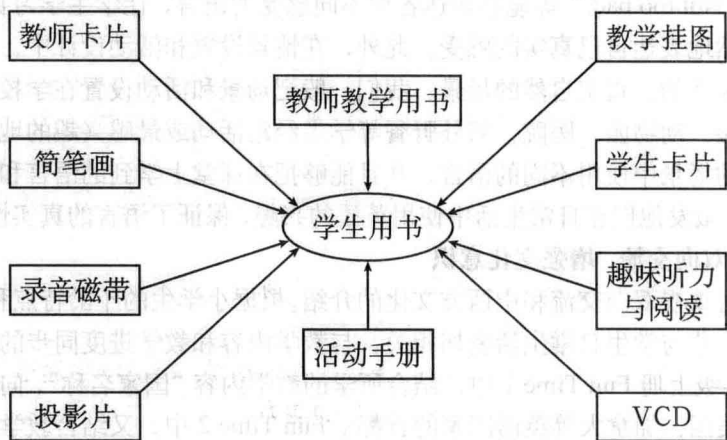 教师卡片
教学挂图
教师教学用书
简笔画
学生卡片
学生用书
录音磁带
趣味听力
与阅读
活动手册
投影片
VCD